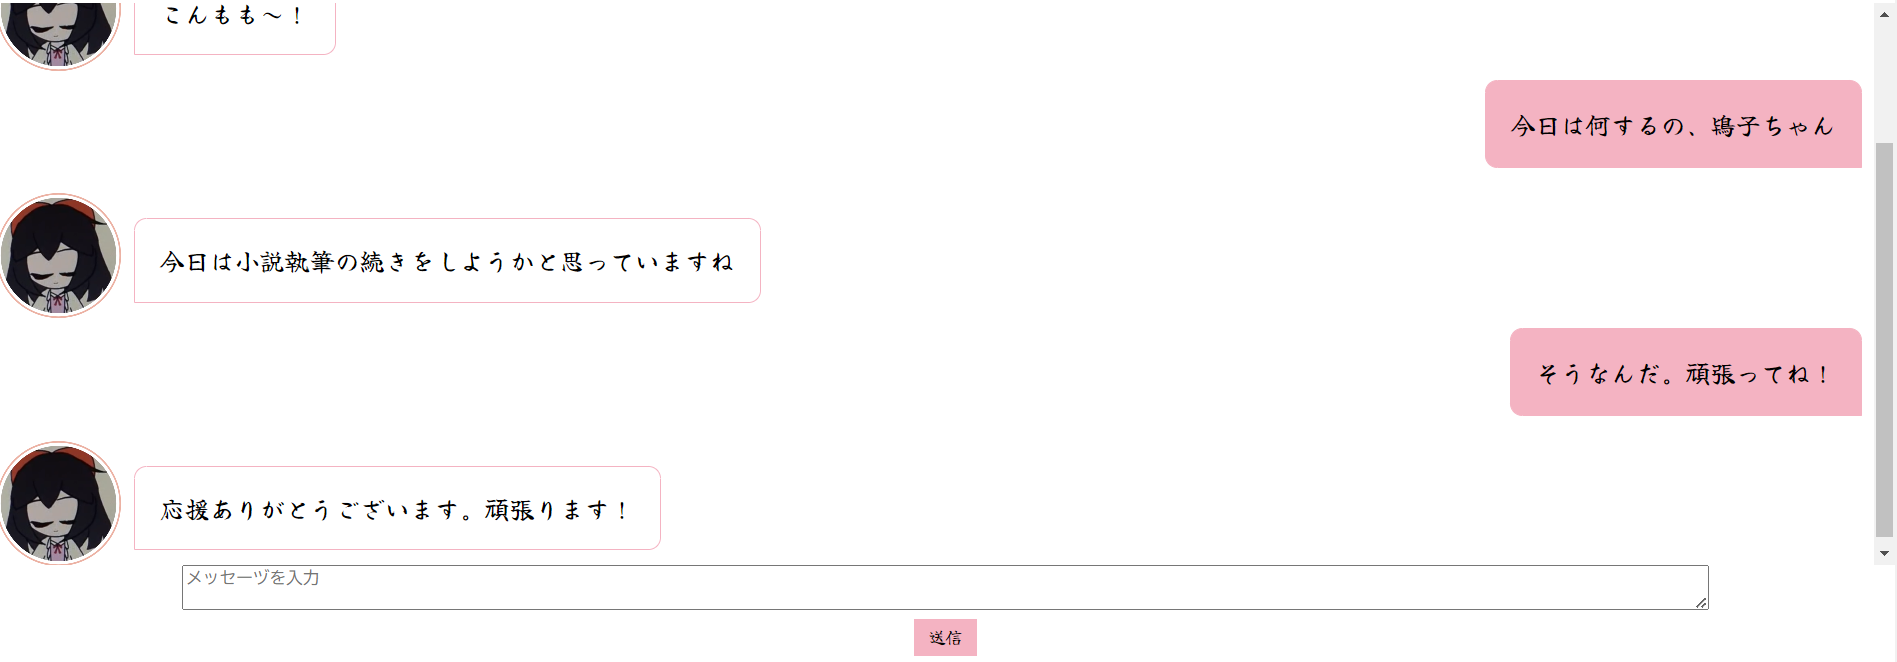 こんもも～！
今日は何するの、鳴子ちゃん
今日は小説執筆の続きをしようかと思っていますね
そうなんだ。頑張ってね！
応援ありがとうございます。頑張ります！
メッセーヅを入力
送信